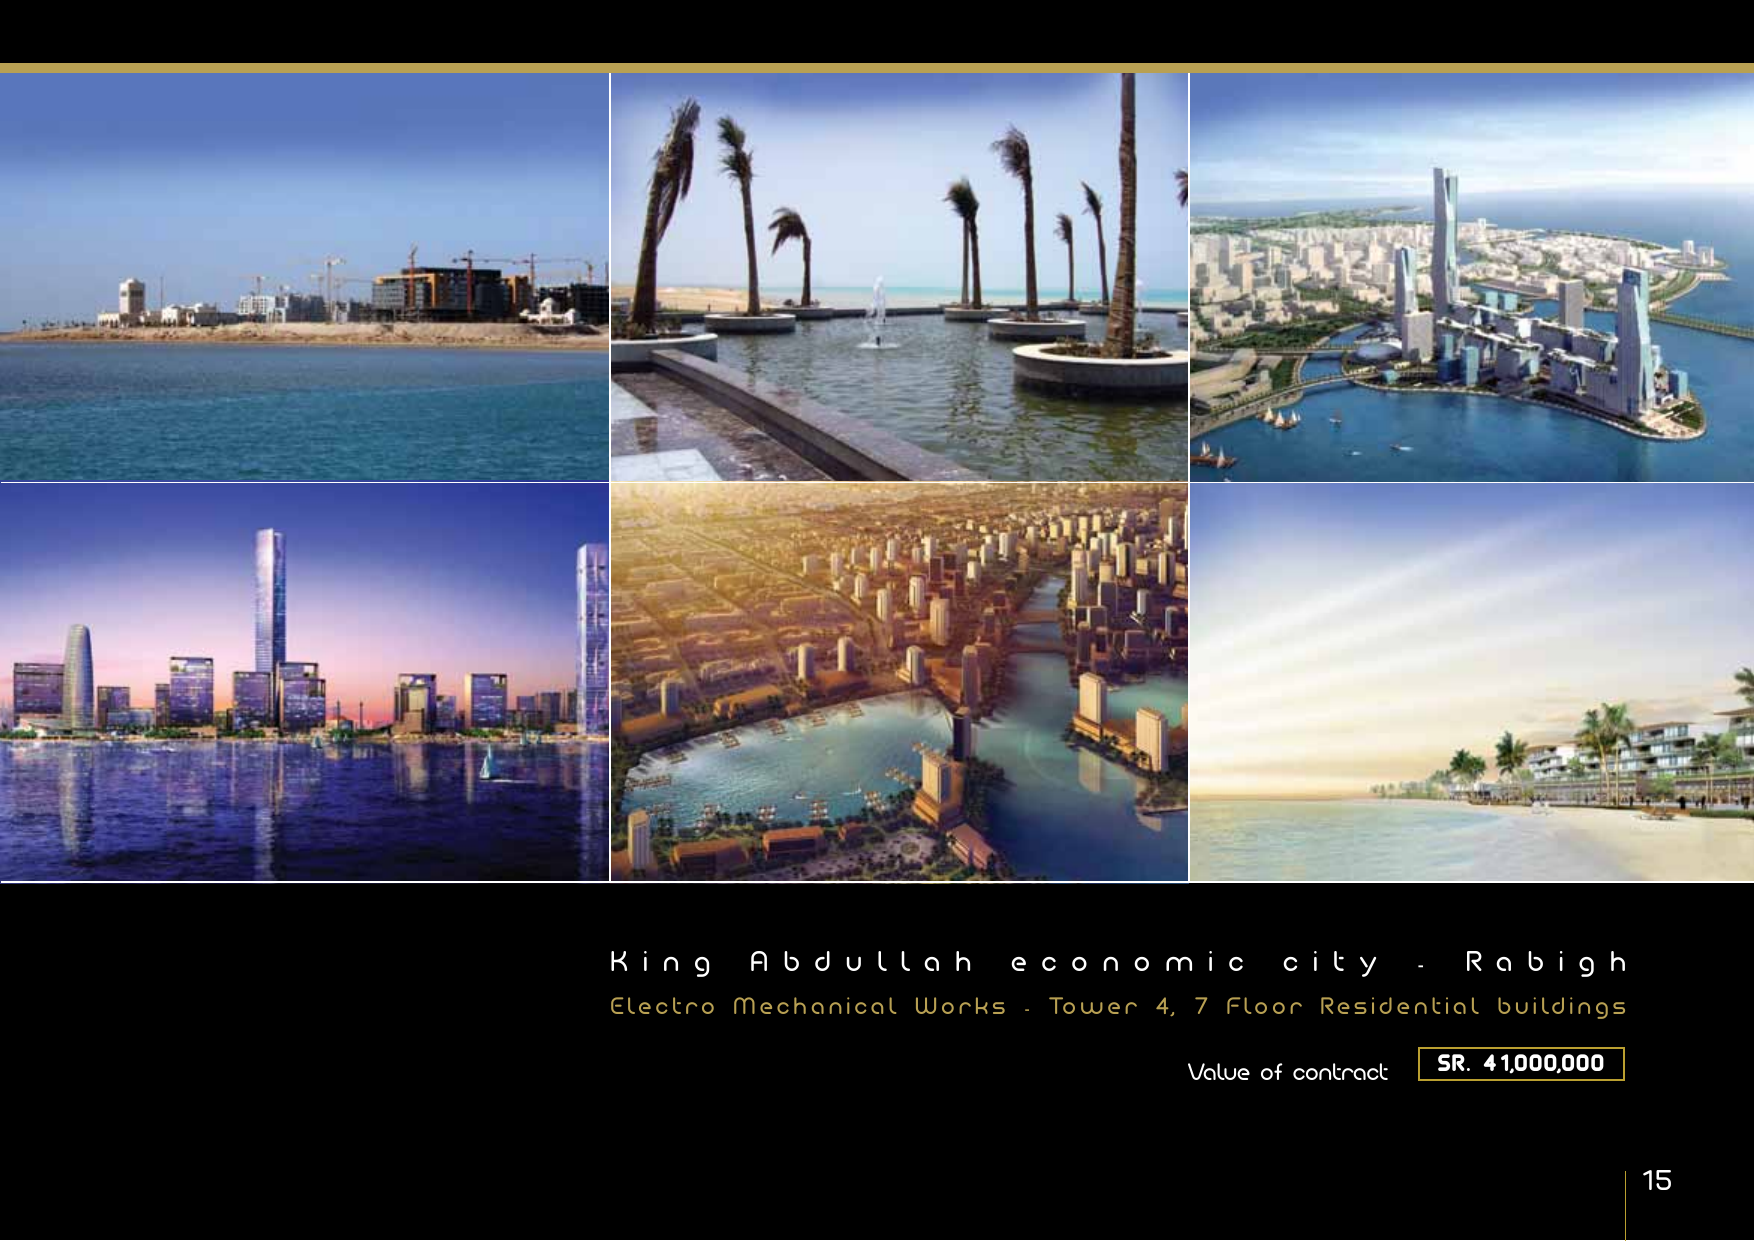 King Abdullah economic city - Rabigh
Electro Mechanical Works - Tower 4, 7 Floor Residential buildings
Value of contract SR. 41,000,000
15